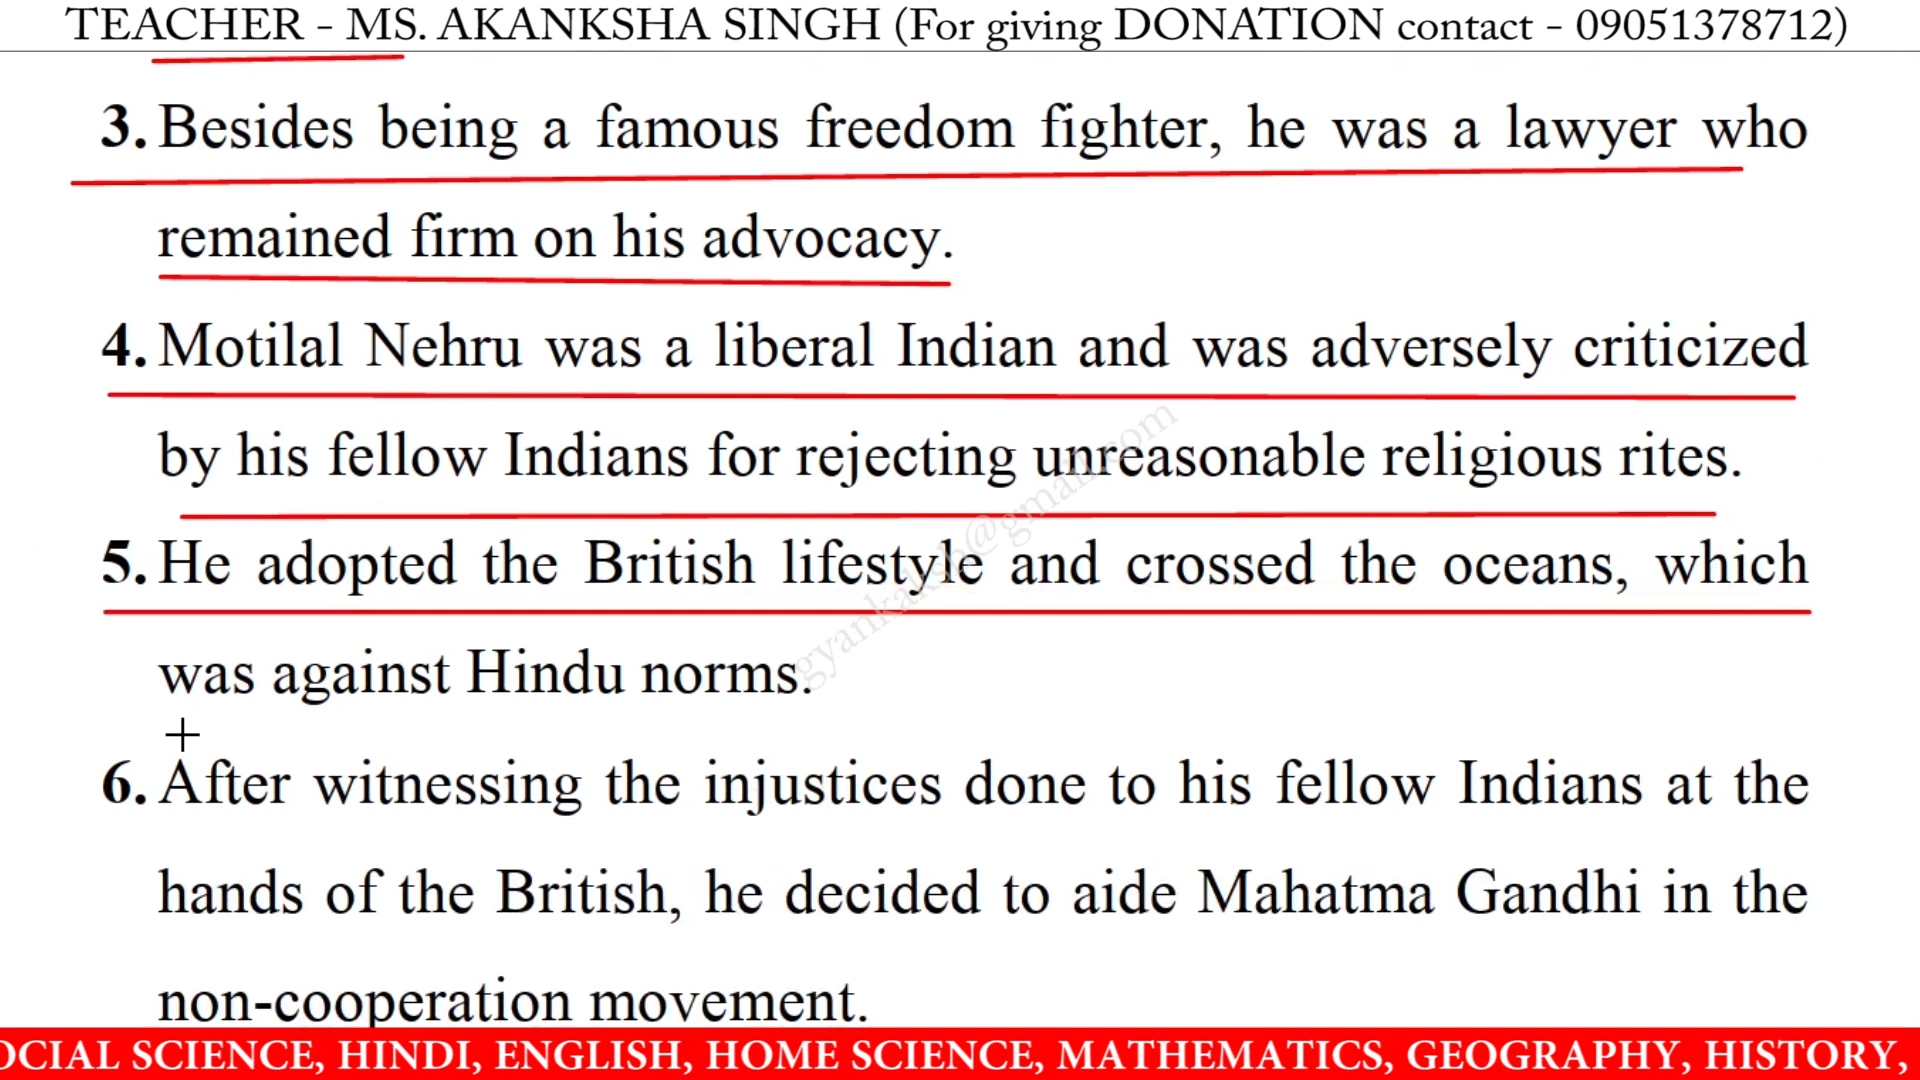 TEACHER - MS. AKANKSHA SINGH (For giving DONATION contact - 09051378712)
3. Besides being a famous freedom fighter, he was a lawyer who
remained firm on his advocacy.
4. Motilal Nehru was a liberal Indian and was adversely criticized
by his fellow Indians for rejecting unreasonable religious rites.
5. He adopted the British lifestyle and crossed the oceans, which
was against Hindu norms.
6. After witnessing the injustices done to his fellow Indians at the
hands of the British, he decided to aide Mahatma Gandhi in the
non-cooperation movement.
OCIAL SCIENCE, HINDI, ENGLISH, HOME SCIENCE, MATHEMATICS, GEOGRAPHY, HISTORY,